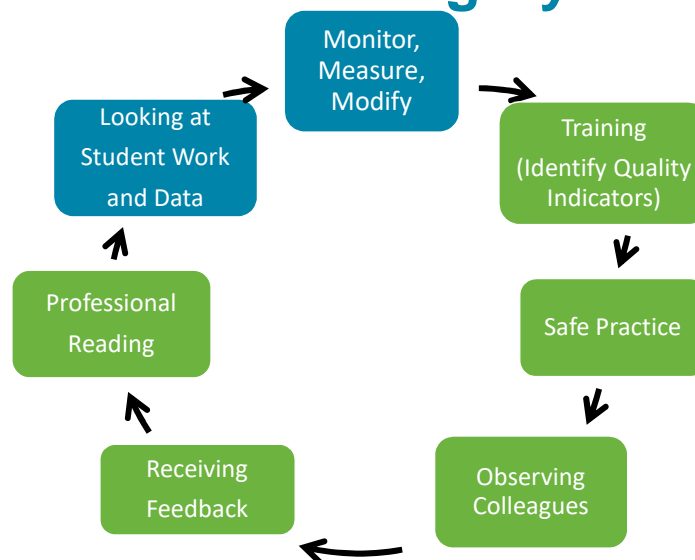 Monitor,
Measure,
Modify
Training
(Identify Quality
Indicators)
Safe Practice
Observing
Colleagues
Receiving
Feedback
Professional
Reading
Looking at
Student Work
and Data